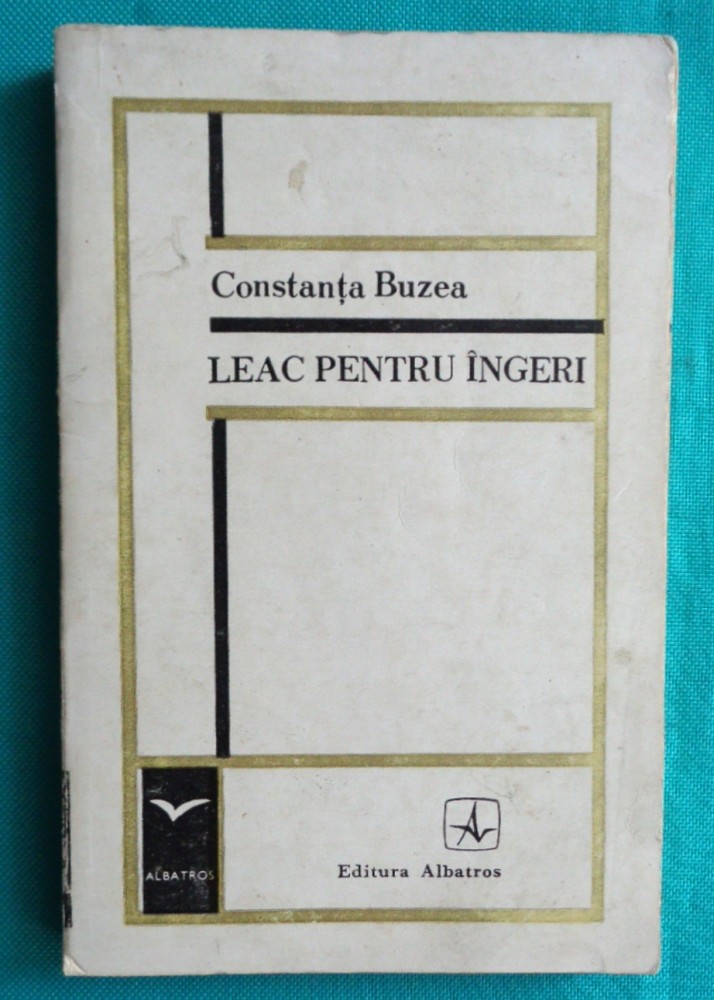 Constanța Buzea
LEAC PENTRU ÎNGERI
ALBATROS
Editura Albatros